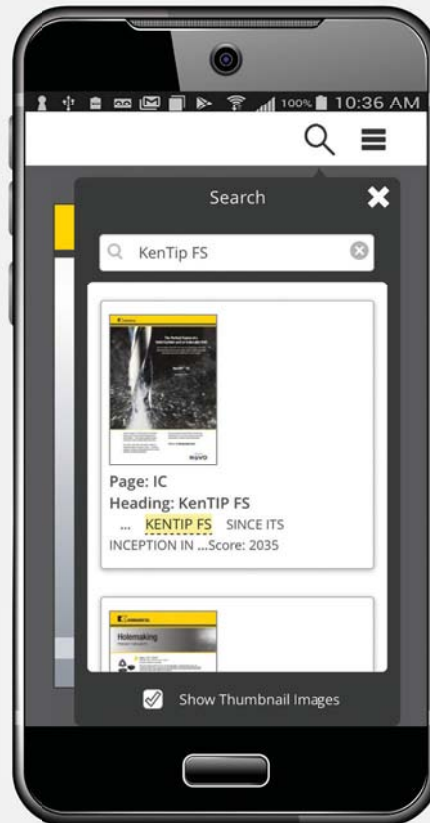 100% 10:36 AM
Search
KenTip FS
Page: IC
Heading: KenTIP FS
... KENTIP FS SINCE ITS
INCEPTION IN ...Score: 2035
Holemaking
Show Thumbnail Images